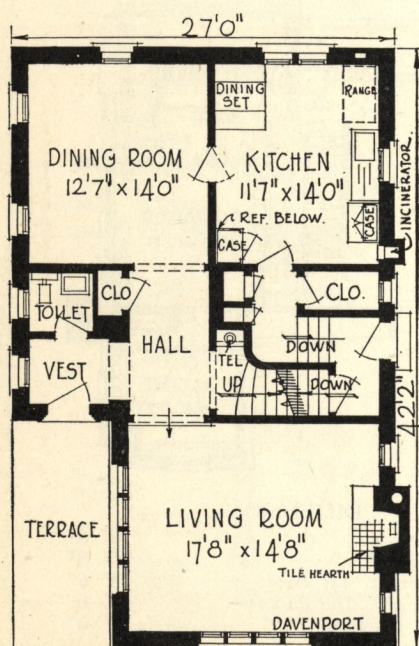 27'0"
DINING
SET
RANGE
DINING ROOM
12'7" x 14'0"
KITCHEN
11'7" x 14'0"
REF. BELOW.
CASE
CASE
INCINERATOR
CLO
TOILET
CLO.
HALL
VEST
TEL
UP
DOWN
DOWN
42'2"
TERRACE
LIVING ROOM
17'8" x 14'8"
TILE HEARTH
DAVENPORT